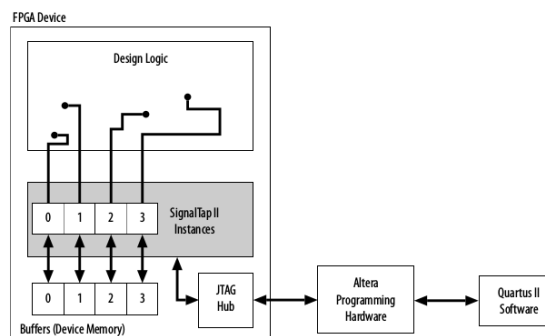 FPGA Device
Design Logic
0 1 2 3
SignalTap II
Instances
0 1 2 3
Buffers (Device Memory)
JTAG
Hub
Altera
Programming
Hardware
Quartus II
Software